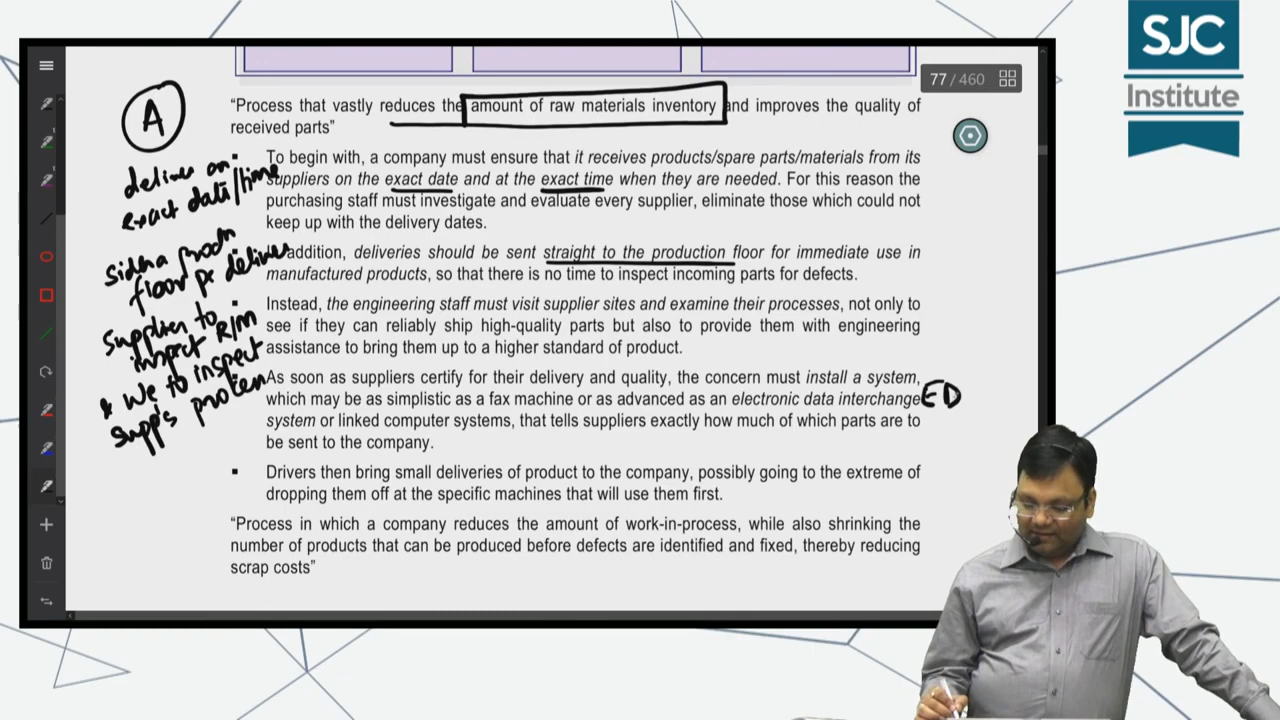 SJC
Institute
77 / 460
"Process that vastly reduces the amount of raw materials inventory and improves the quality of
received parts"
To begin with, a company must ensure that it receives products/spare parts/materials from its
suppliers on the exact date and at the exact time when they are needed. For this reason the
purchasing staff must investigate and evaluate every supplier, eliminate those which could not
keep up with the delivery dates.
addition, deliveries should be sent straight to the production floor for immediate use in
manufactured products, so that there is no time to inspect incoming parts for defects.
▪ Instead, the engineering staff must visit supplier sites and examine their processes, not only to
see if they can reliably ship high-quality parts but also to provide them with engineering
assistance to bring them up to a higher standard of product.
As soon as suppliers certify for their delivery and quality, the concern must install a system,
which may be as simplistic as a fax machine or as advanced as an electronic data interchange
system or linked computer systems, that tells suppliers exactly how much of which parts are to
be sent to the company.
▪ Drivers then bring small deliveries of product to the company, possibly going to the extreme of
dropping them off at the specific machines that will use them first.
"Process in which a company reduces the amount of work-in-process, while also shrinking the
number of products that can be produced before defects are identified and fixed, thereby reducing
scrap costs"
A
deliver on
exact date/time
floor pe deliver
Supplier to
inspect R/M
& We to inspect
supp's
ED